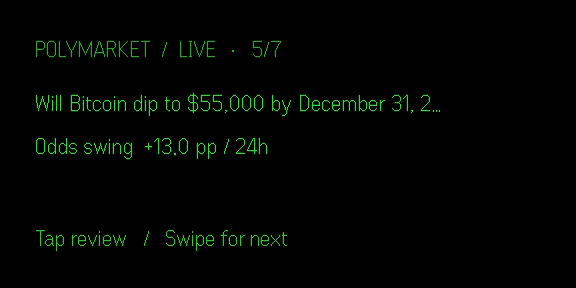 POLYMARKET / LIVE · 5/7
Will Bitcoin dip to $55,000 by December 31, 2…
Odds swing +13.0 pp / 24h
Tap review / Swipe for next